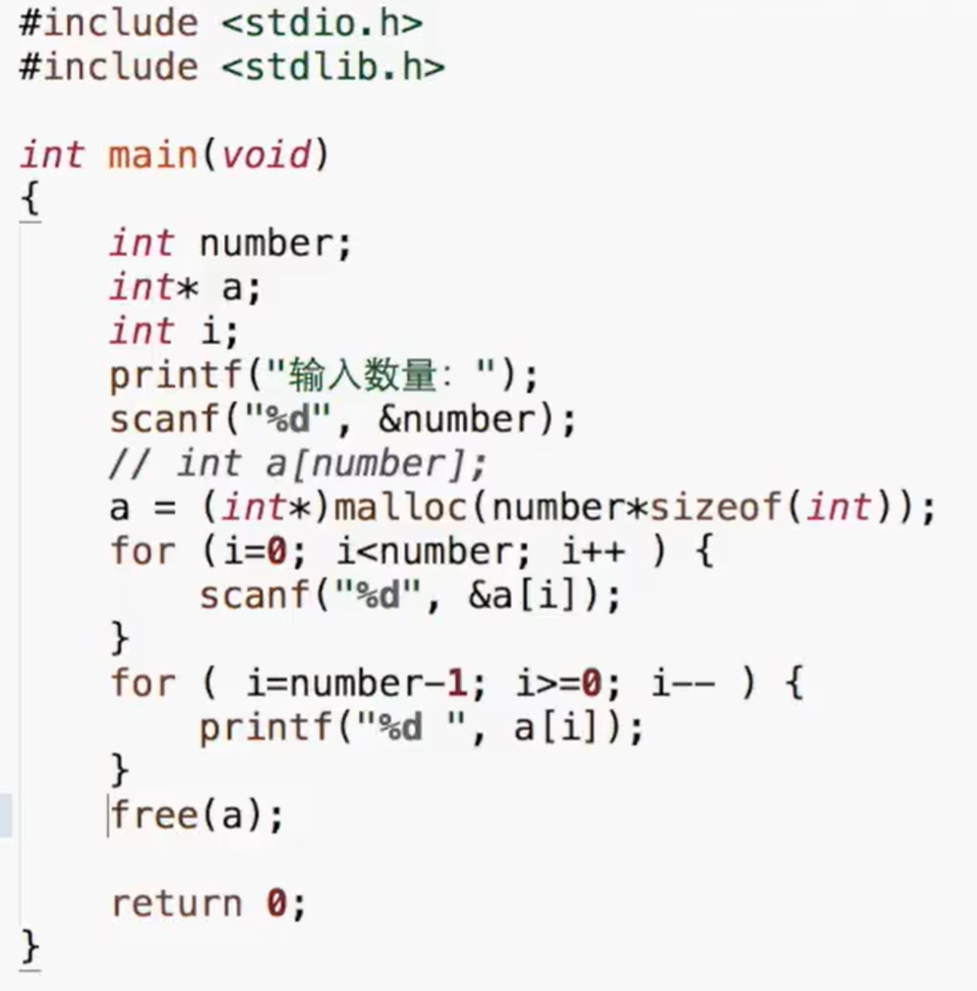 #include <stdio.h>
#include <stdlib.h>
int main(void)
{
int number;
int* a;
int i;
printf("输入数量：");
scanf("%d", &number);
// int a[number];
a = (int*)malloc(number*sizeof(int));
for (i=0; i<number; i++ ) {
scanf("%d", &a[i]);
}
for ( i=number-1; i>=0; i-- ) {
printf("%d ", a[i]);
}
free(a);
return 0;
}